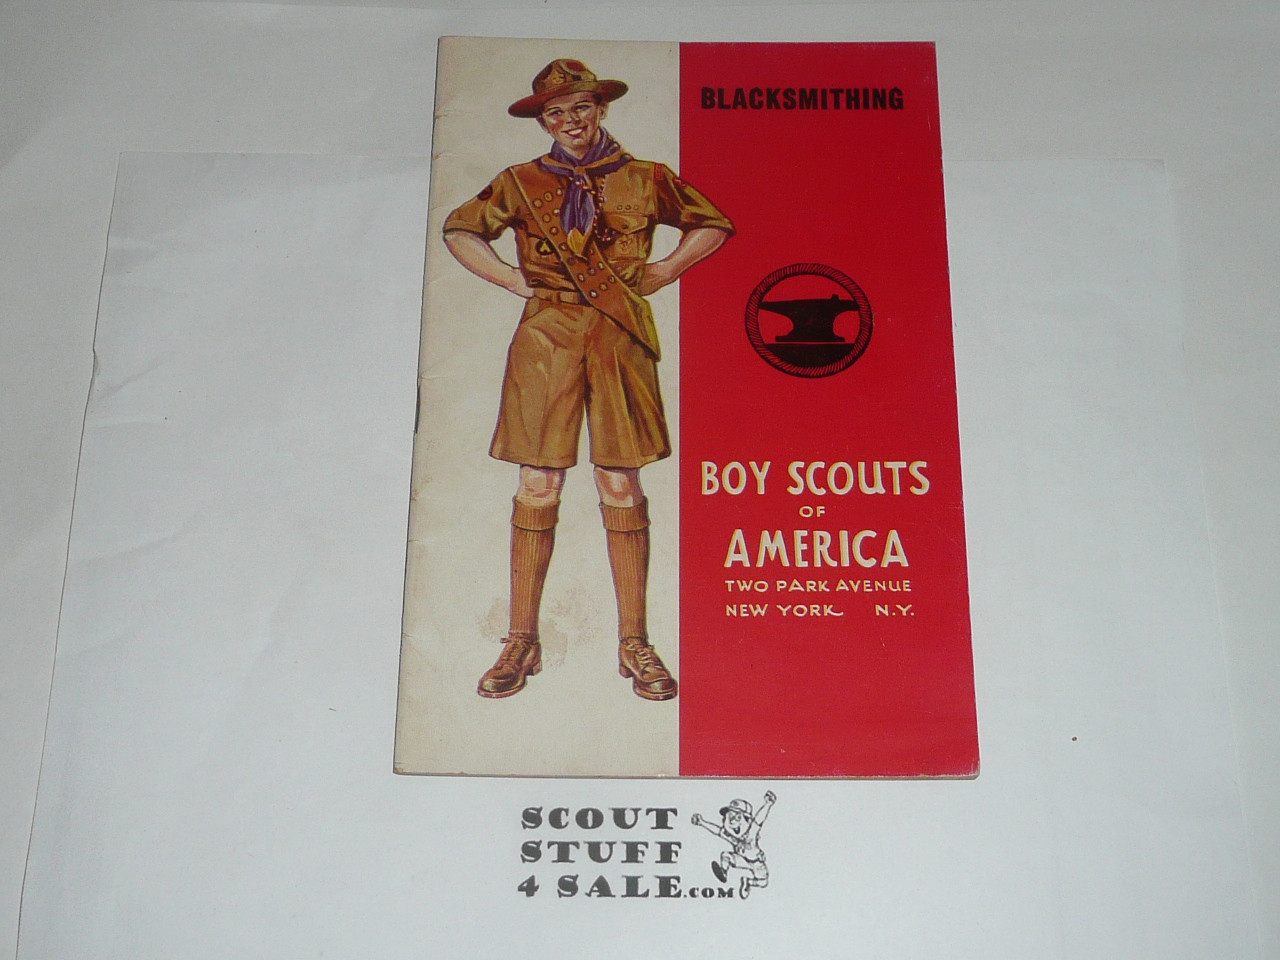 BLACKSMITHING
BOY SCOUTS
OF
AMERICA
TWO PARK AVENUE
NEW YORK N.Y.
SCOUT
STUFF
4 SALE.COM